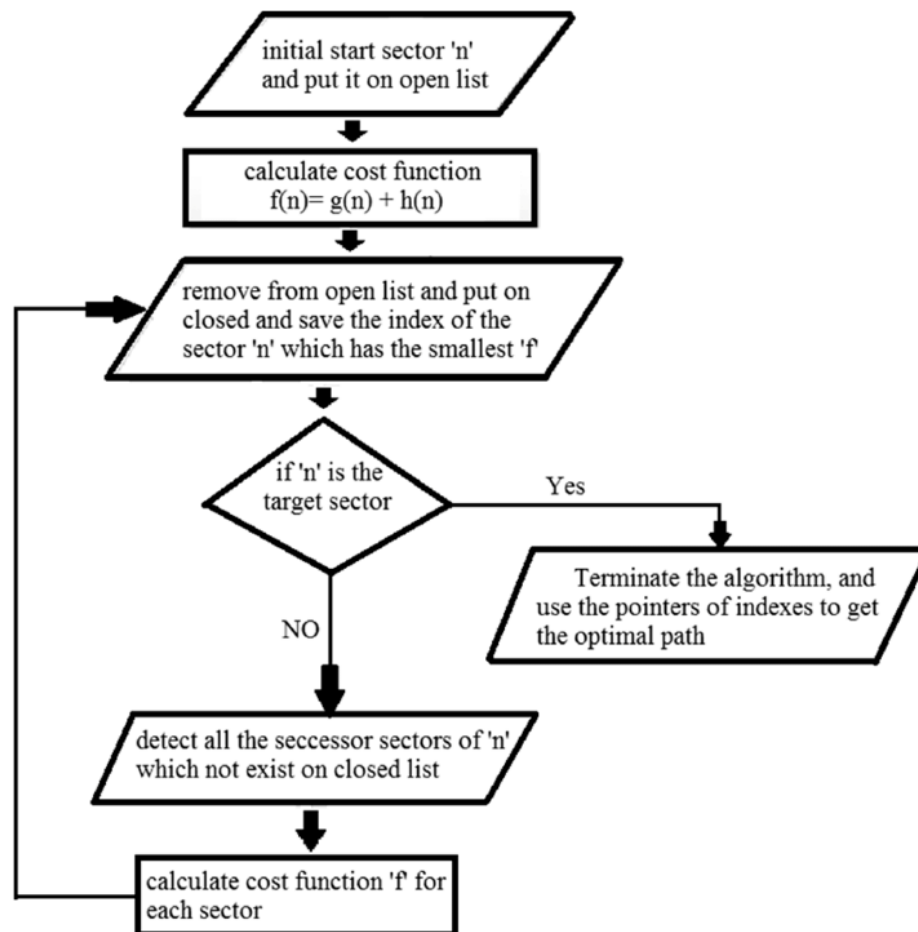 initial start sector 'n'
and put it on open list
calculate cost function
f(n)= g(n) + h(n)
remove from open list and put on
closed and save the index of the
sector 'n' which has the smallest 'f'
if 'n' is the
target sector
Yes
Terminate the algorithm, and
use the pointers of indexes to get
the optimal path
NO
detect all the seccessor sectors of 'n'
which not exist on closed list
calculate cost function 'f' for
each sector